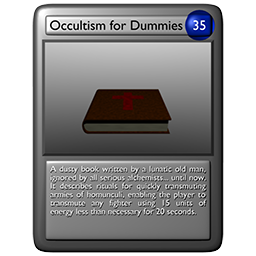 Occultism for Dummies
35
A dusty book written by a lunatic old man,
ignored by all serious alchemists... until now.
It describes rituals for quickly transmuting
armies of homunculi, enabling the player to
transmute any fighter using 15 units of
energy less than necessary for 20 seconds.